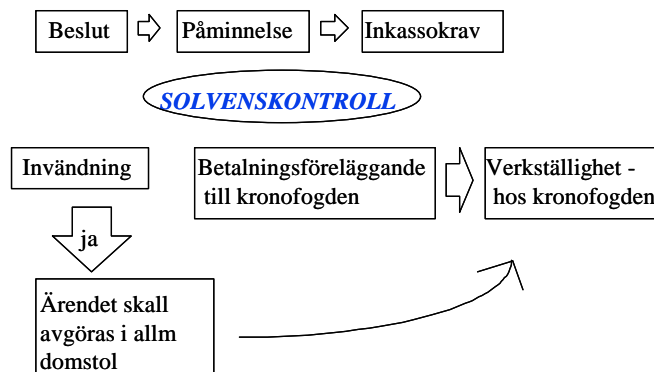 Beslut
Påminnelse
Inkassokrav
SOLVENSKONTROLL
Invändning
Betalningsföreläggande
till kronofogden
Verkställighet -
hos kronofogden
ja
Ärendet skall
avgöras i allm
domstol